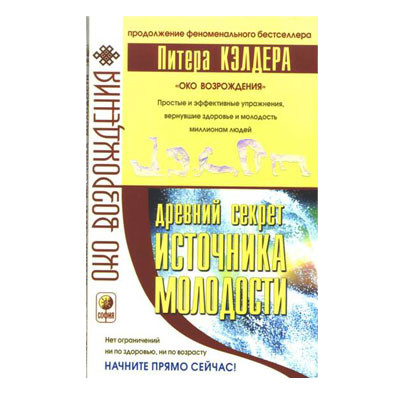 продолжение феноменального бестселлера
Питера КЭЛДЕРА
«ОКО ВОЗРОЖДЕНИЯ»
Простые и эффективные упражнения,
вернувшие здоровье и молодость
миллионам людей
древний секрет
ИСТОЧНИКА
МОЛОДОСТИ
Нет ограничений
ни по здоровью, ни по возрасту
НАЧНИТЕ ПРЯМО СЕЙЧАС!
ОКО ВОЗРОЖДЕНИЯ
СОФИЯ